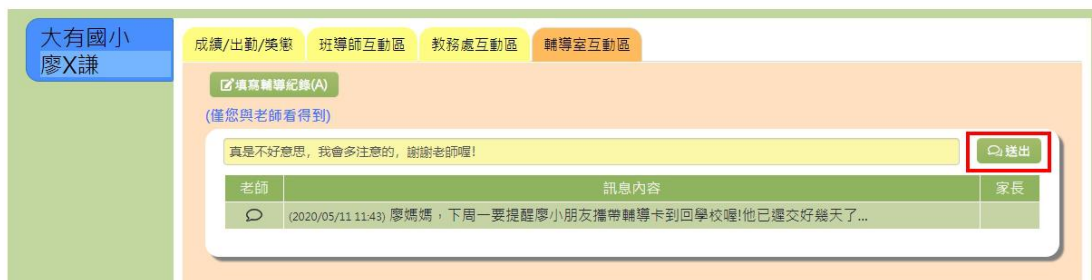 大有國小
廖X謙
成績/出勤/獎懲 班導師互動區 教務處互動區 輔導室互動區
填寫輔導紀錄(A)
(僅您與老師看得到)
真是不好意思，我會多注意的，謝謝老師喔! 送出
老師 訊息內容 家長
(2020/05/11 11:43) 廖媽媽，下周一要提醒廖小朋友攜帶輔導卡到回學校喔!他已遲交好幾天了...